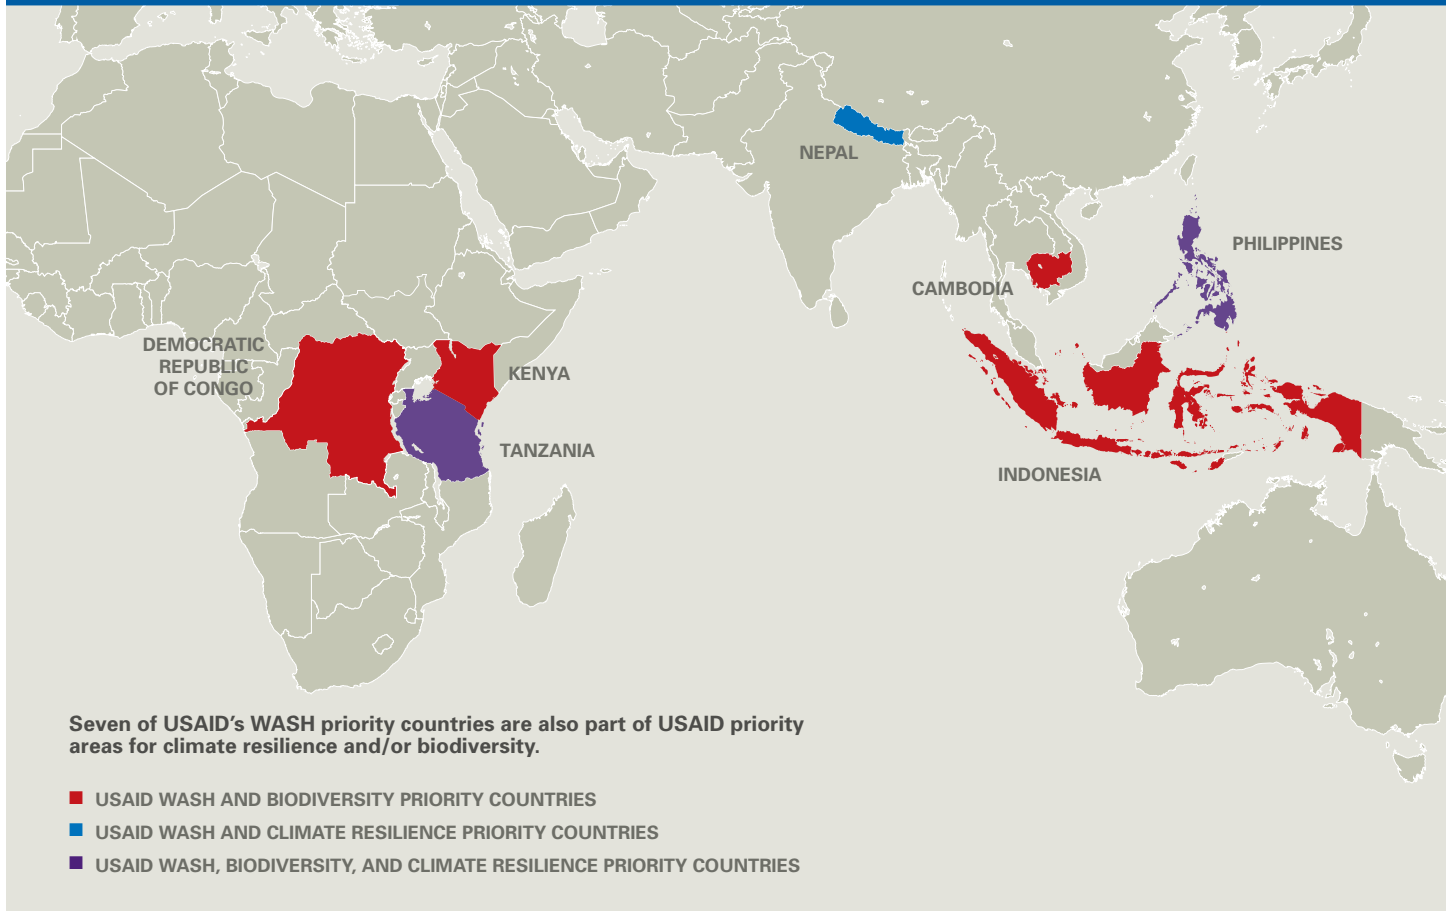 NEPAL
PHILIPPINES
CAMBODIA
DEMOCRATIC
REPUBLIC
OF CONGO
KENYA
TANZANIA
INDONESIA
Seven of USAID’s WASH priority countries are also part of USAID priority
areas for climate resilience and/or biodiversity.
USAID WASH AND BIODIVERSITY PRIORITY COUNTRIES
USAID WASH AND CLIMATE RESILIENCE PRIORITY COUNTRIES
USAID WASH, BIODIVERSITY, AND CLIMATE RESILIENCE PRIORITY COUNTRIES